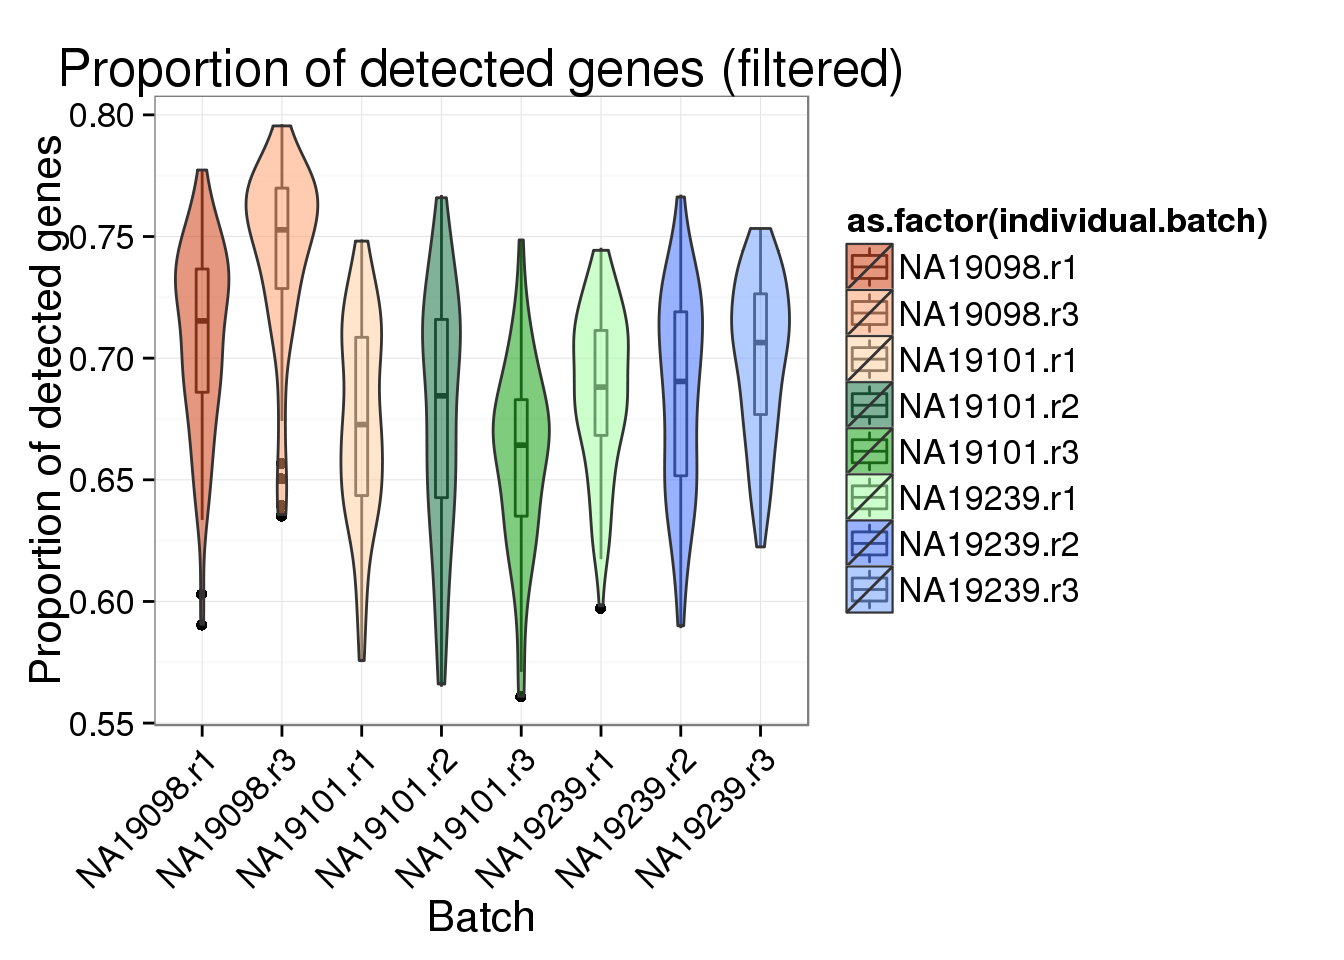 Proportion of detected genes (filtered)
Proportion of detected genes
0.80
0.75
0.70
0.65
0.60
0.55
NA19098.r1
NA19098.r3
NA19101.r1
NA19101.r2
NA19101.r3
NA19239.r1
NA19239.r2
NA19239.r3
Batch
as.factor(individual.batch)
NA19098.r1
NA19098.r3
NA19101.r1
NA19101.r2
NA19101.r3
NA19239.r1
NA19239.r2
NA19239.r3